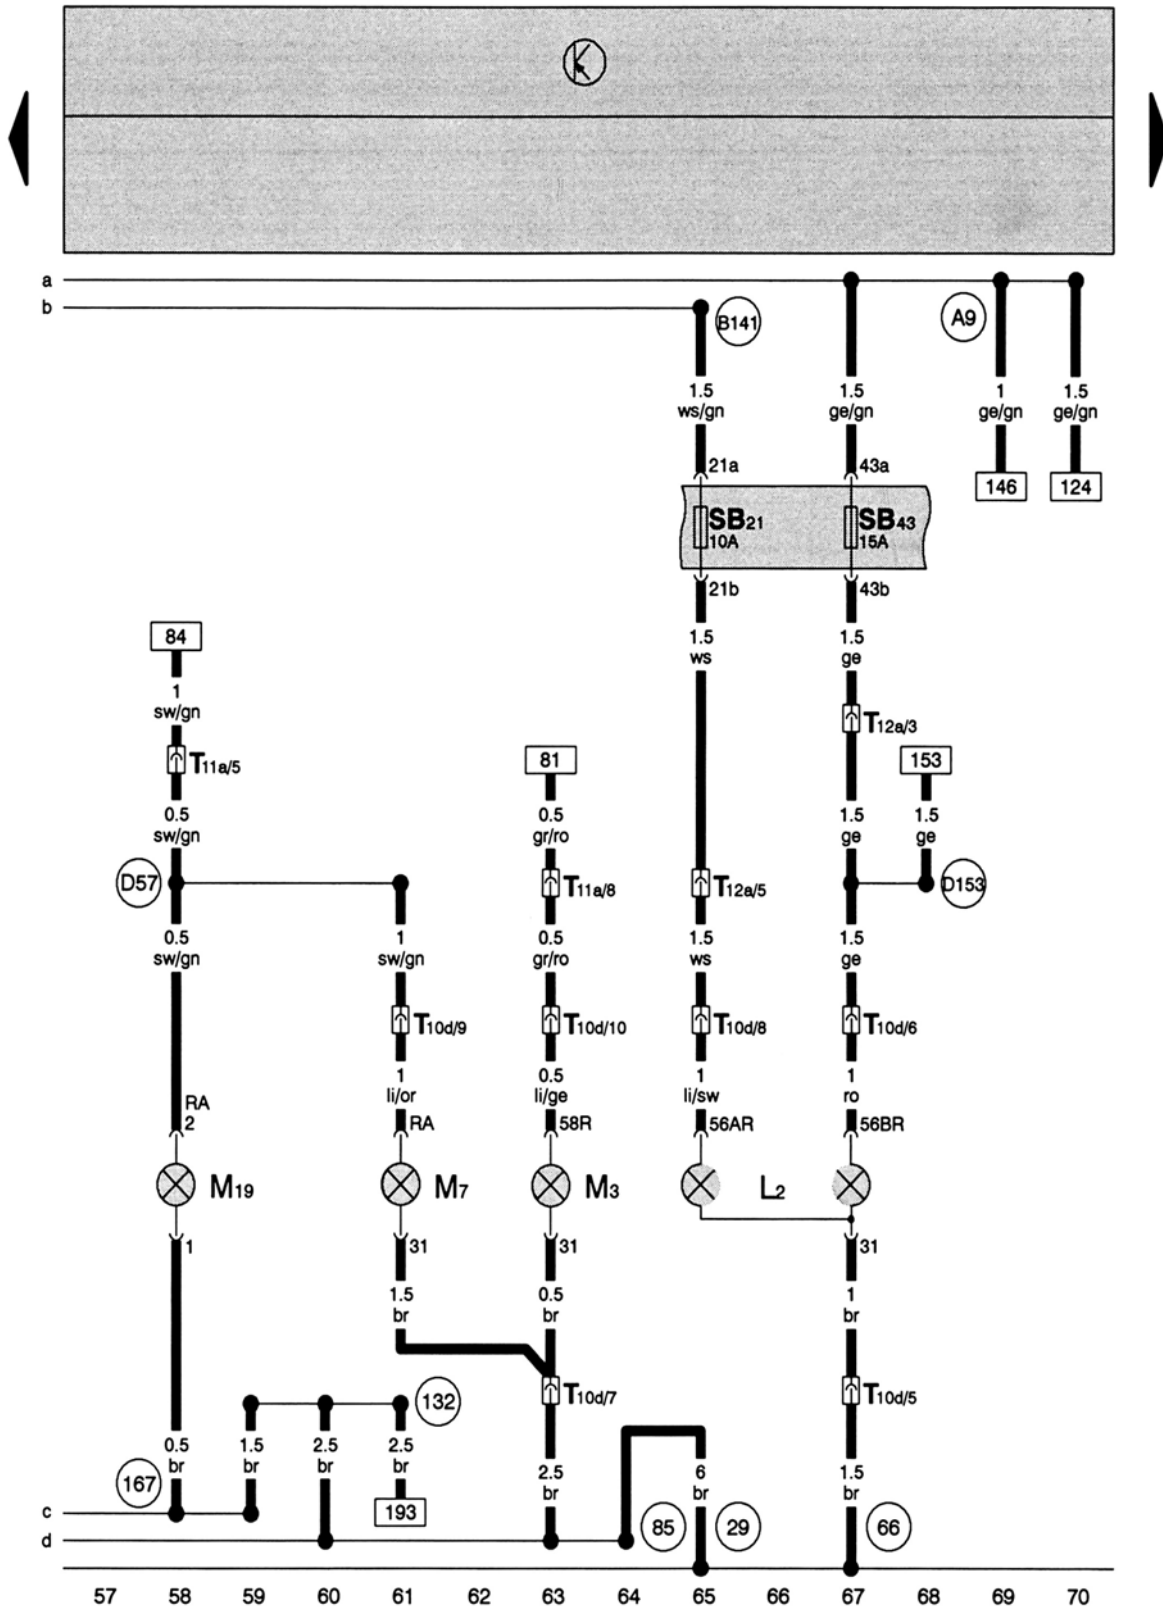 a
b
B141
A9
1.5
1.5
1
1.5
ws/gn
ge/gn
ge/gn
ge/gn
21a
43a
146
124
SB21
10A
SB43
15A
21b
43b
84
1.5
ws
1.5
ge
1
sw/gn
T12a/3
T11a/5
81
153
0.5
sw/gn
0.5
gr/ro
1.5
ge
1.5
ge
D57
T11a/8
T12a/5
D153
0.5
sw/gn
1
sw/gn
0.5
gr/ro
1.5
ws
1.5
ge
T10d/9
T10d/10
T10d/8
T10d/6
1
li/or
0.5
li/ge
1
li/sw
1
ro
RA
2
RA
58R
56AR
56BR
M19
M7
M3
L2
1
31
31
31
1.5
br
0.5
br
1
br
132
T10d/7
T10d/5
0.5
br
1.5
br
2.5
br
2.5
br
2.5
br
6
br
1.5
br
167
193
85
29
66
c
d
57 58 59 60 61 62 63 64 65 66 67 68 69 70